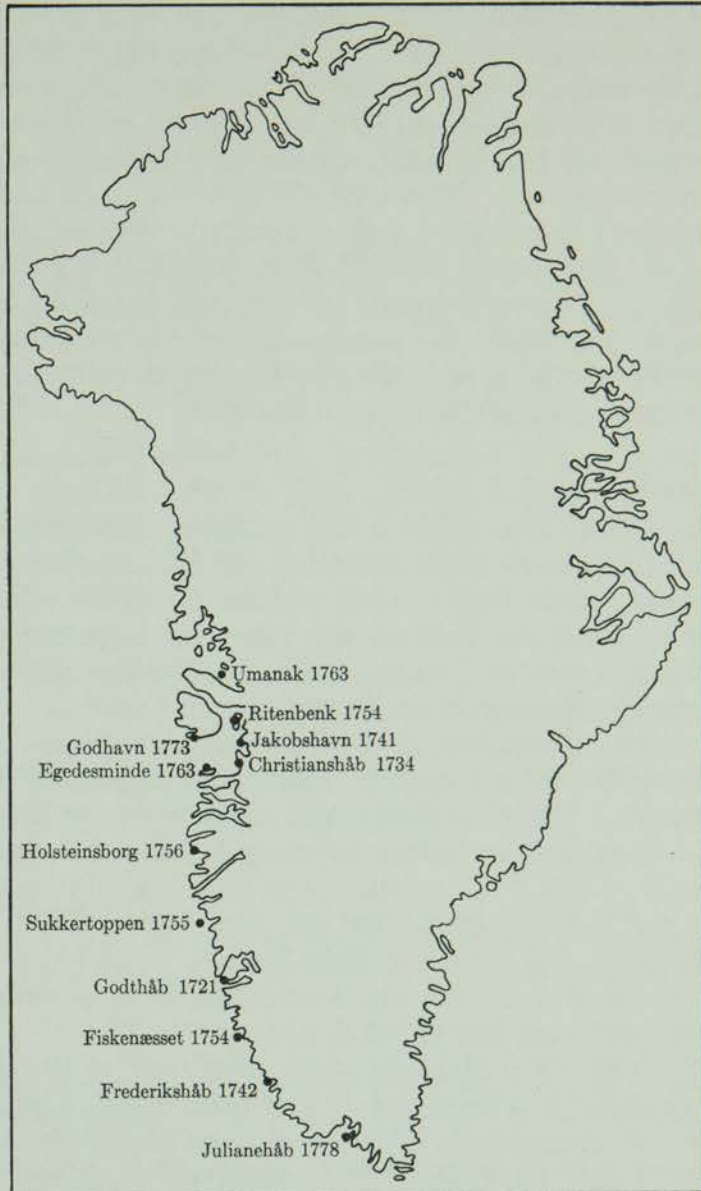 Umanak 1763
Ritenbenk 1754
Godhavn 1773
Jakobshavn 1741
Egedesminde 1763
Christianshåb 1734
Holsteinsborg 1756
Sukkertoppen 1755
Godthåb 1721
Fiskenæsset 1754
Frederikshåb 1742
Julianehåb 1778